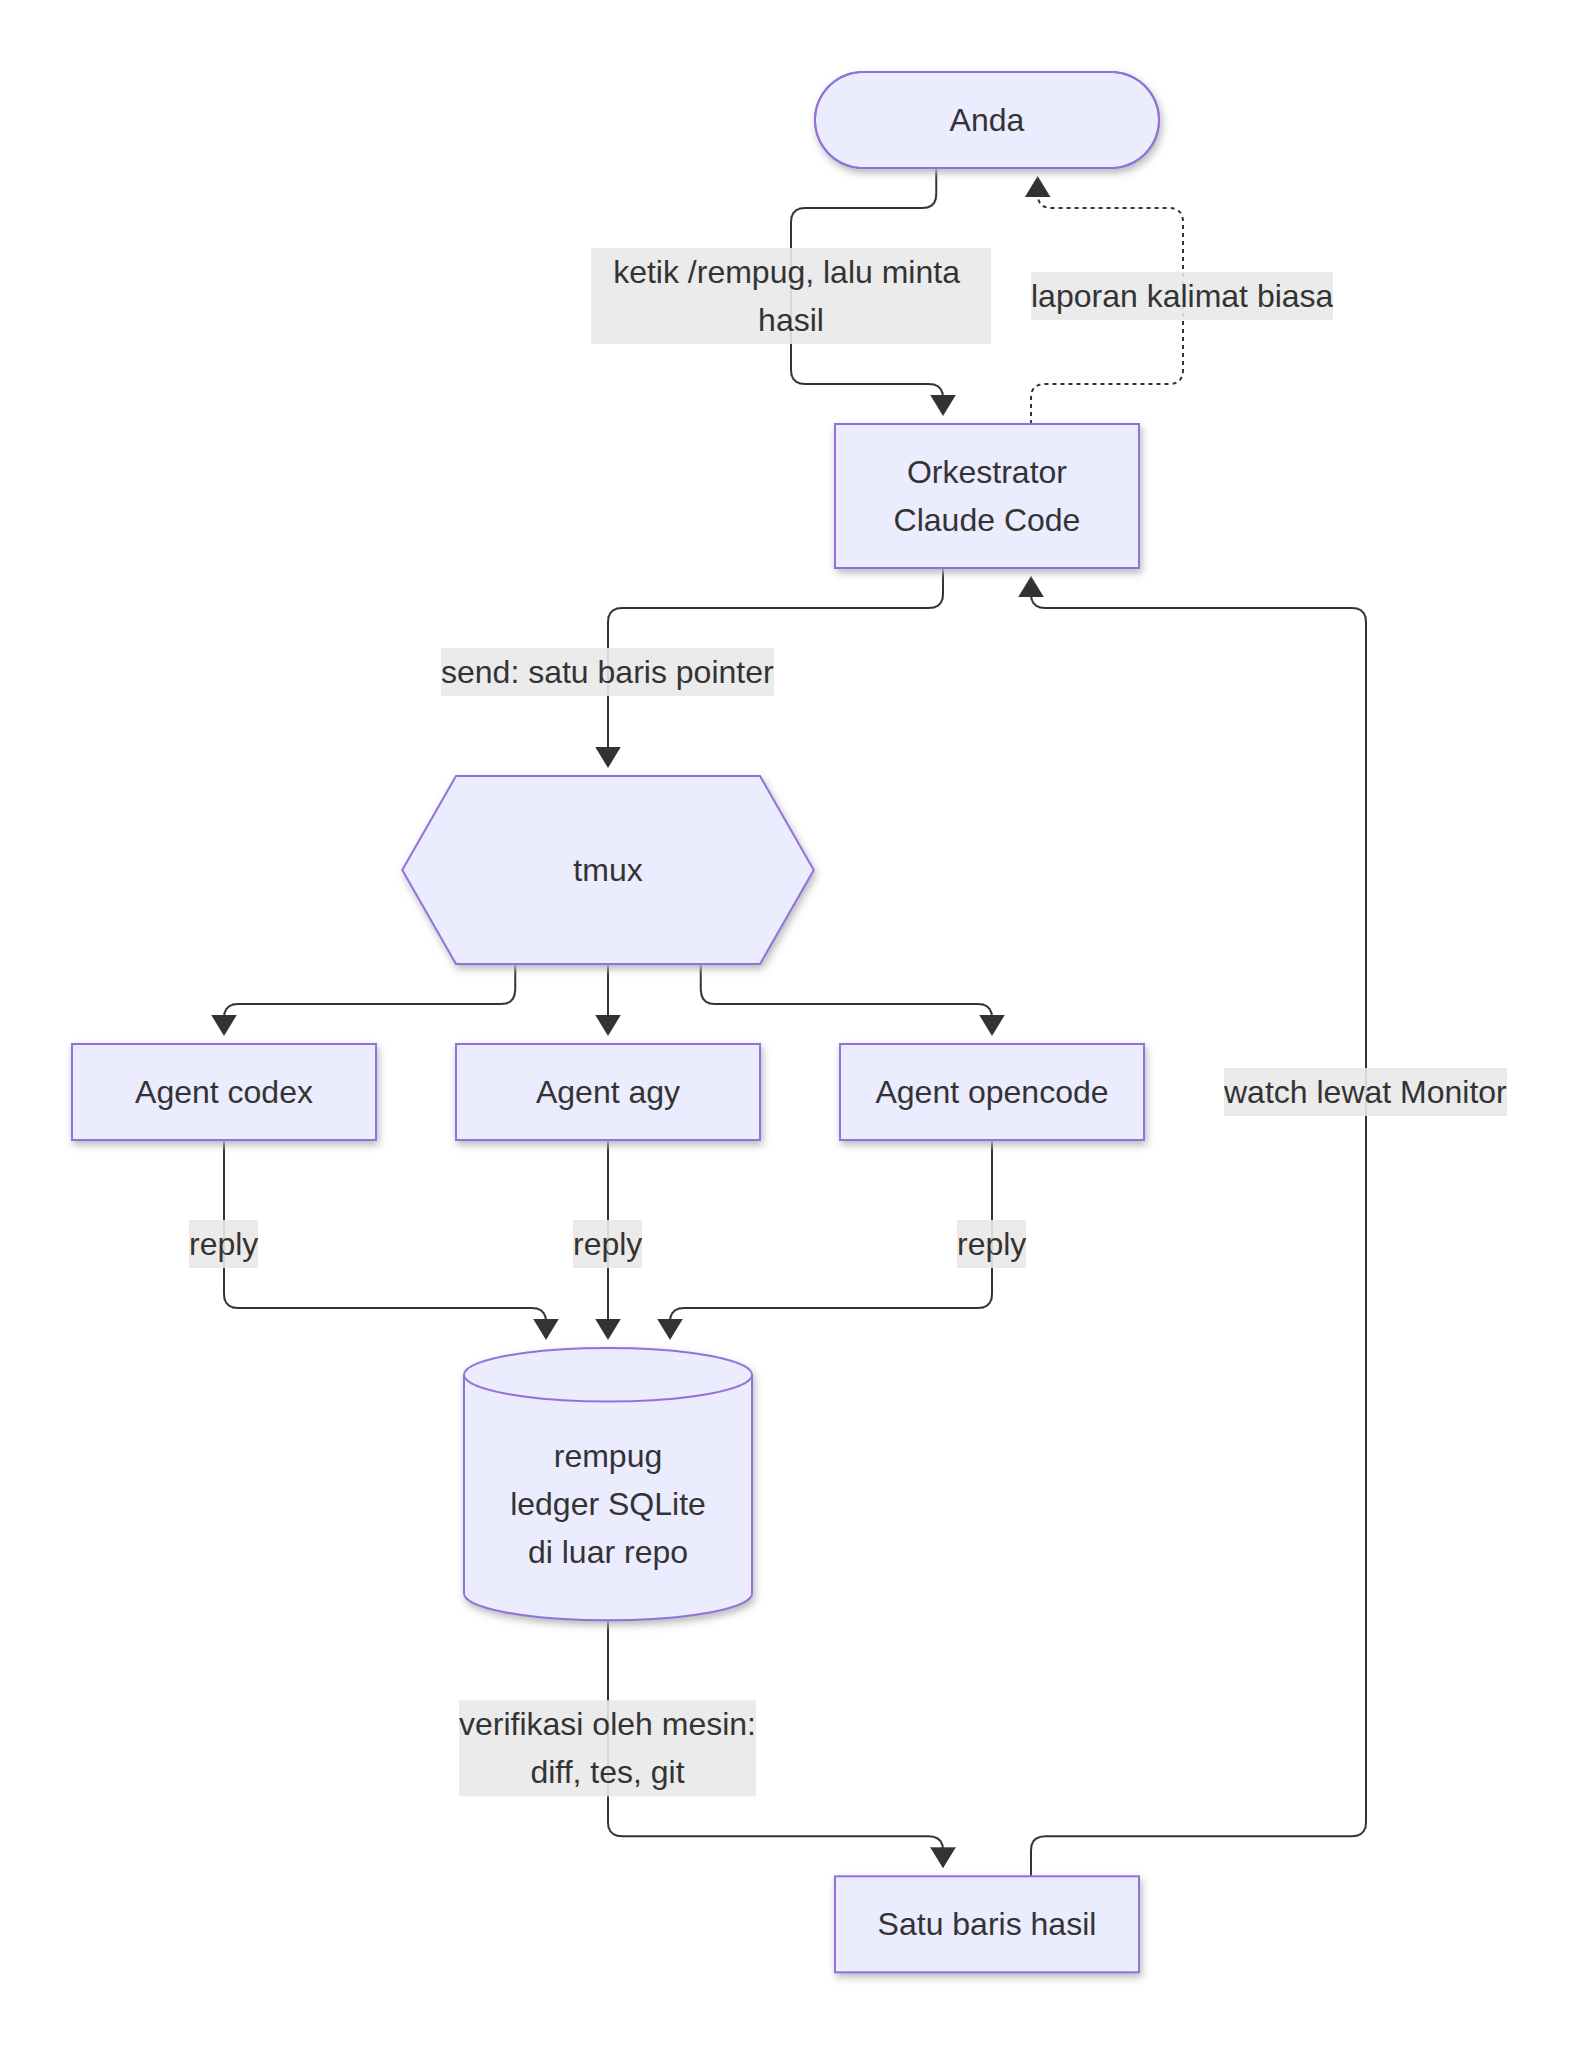 Anda
ketik /rempug, lalu minta
hasil
laporan kalimat biasa
Orkestrator
Claude Code
send: satu baris pointer
tmux
Agent codex
Agent agy
Agent opencode
watch lewat Monitor
reply
reply
reply
rempug
ledger SQLite
di luar repo
verifikasi oleh mesin:
diff, tes, git
Satu baris hasil